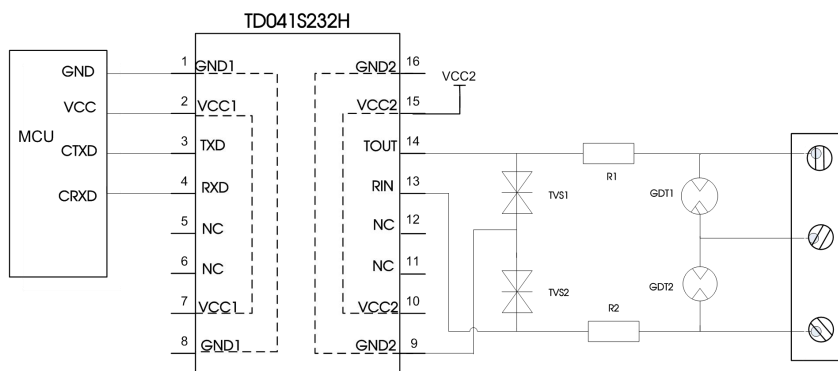 TD041S232H
1 GND1 GND2 16
GND VCC2
VCC 2 VCC1 VCC2 15
MCU
CTXD 3 TXD TOUT 14
R1
CRXD 4 RXD RIN 13
TVS1 GDT1
5 NC NC 12
6 NC NC 11
TVS2 GDT2
7 VCC1 VCC2 10
R2
8 GND1 GND2 9